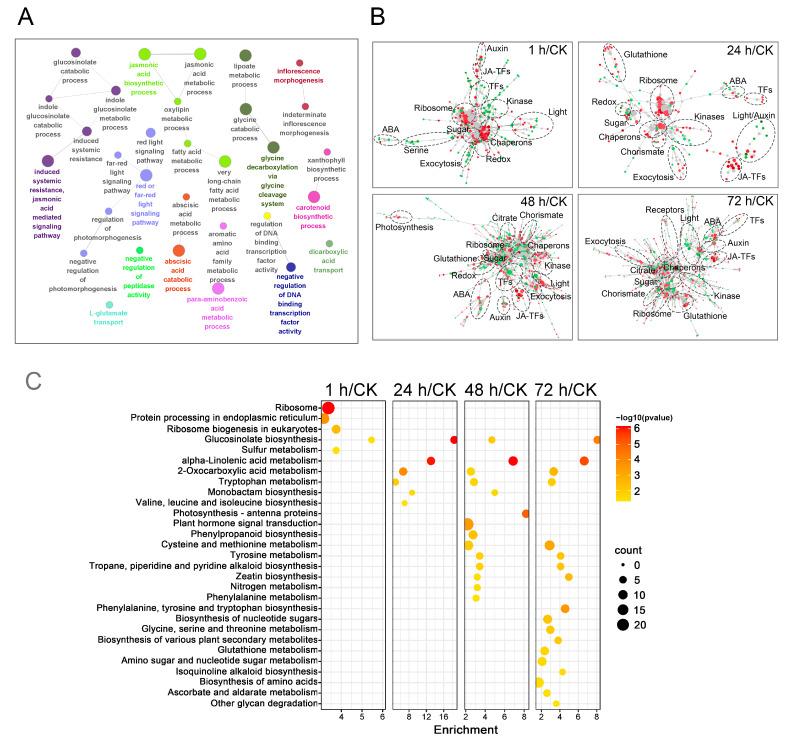 A
glucosinolate
catabolic
process
jasmonic
acid
biosynthetic
process
jasmonic
acid
metabolic
process
lipoate
metabolic
process
inflorescence
morphogenesis
indole
glucosinolate
catabolic
process
indole
glucosinolate
metabolic
process
oxylipin
metabolic
process
glycine
catabolic
process
indeterminate
inflorescence
morphogenesis
induced
systemic
resistance
red light
signaling
pathway
fatty acid
metabolic
process
glycine
decarboxylation
via
glycine
cleavage
system
xanthophyll
biosynthetic
process
induced
systemic
resistance,
jasmonic
acid
mediated
signaling
pathway
far-red
light
signaling
pathway
red or
far-red
light
signaling
pathway
very
long-chain
fatty acid
metabolic
process
carotenoid
biosynthetic
process
abscisic
acid
metabolic
process
regulation
of
photomorphogenesis
regulation
of DNA
binding
transcription
factor
activity
aromatic
amino
acid
family
metabolic
process
dicarboxylic
acid
transport
negative
regulation
of
photomorphogenesis
negative
regulation of
peptidase
activity
abscisic
acid catabolic
process
negative
regulation
of DNA
binding
transcription
factor
activity
para-aminobenzoic
acid metabolic
process
L-glutamate
transport
B
1 h/CK
Auxin
JA-TFs
TFs
Kinase
Light
Ribosome
Sugar
ABA
Serine
Chaperons
Redox
Exocytosis
24 h/CK
Glutathione
Ribosome
ABA
TFs
Redox
Sugar
Kinases
Light/Auxin
Chaperons
Chormisate
Exocytosis
JA-TFs
48 h/CK
Photosynthesis
Chorismate
Citrate
Ribosome
Chaperons
Glutathione
Sugar
Kinase
Redox
TFs
Light
ABA
Exocytosis
Auxin
JA-TFs
72 h/CK
Receptors
Light
ABA
TFs
Exocytosis
Auxin
JA-TFs
Citrate
Chaperons
Sugar
Chorismate
Kinase
Ribosome
Glutathione
C
1 h/CK
24 h/CK
48 h/CK
72 h/CK
Ribosome
Protein processing in endoplasmic reticulum
Ribosome biogenesis in eukaryotes
Glucosinolate biosynthesis
Sulfur metabolism
alpha-Linolenic acid metabolism
2-Oxocarboxylic acid metabolism
Tryptophan metabolism
Monobactam biosynthesis
Valine, leucine and isoleucine biosynthesis
Photosynthesis - antenna proteins
Plant hormone signal transduction
Phenylpropanoid biosynthesis
Cysteine and methionine metabolism
Tyrosine metabolism
Tropane, piperidine and pyridine alkaloid biosynthesis
Zeatin biosynthesis
Nitrogen metabolism
Phenylalanine metabolism
Phenylalanine, tyrosine and tryptophan biosynthesis
Biosynthesis of nucleotide sugars
Glycine, serine and threonine metabolism
Biosynthesis of various plant secondary metabolites
Glutathione metabolism
Amino sugar and nucleotide sugar metabolism
Isoquinoline alkaloid biosynthesis
Biosynthesis of amino acids
Ascorbate and aldarate metabolism
Other glycan degradation
4 5 6
8 12 16
2 4 6 8
2 4 6 8
Enrichment
−log10(pvalue)
6
5
4
3
2
count
0
5
10
15
20